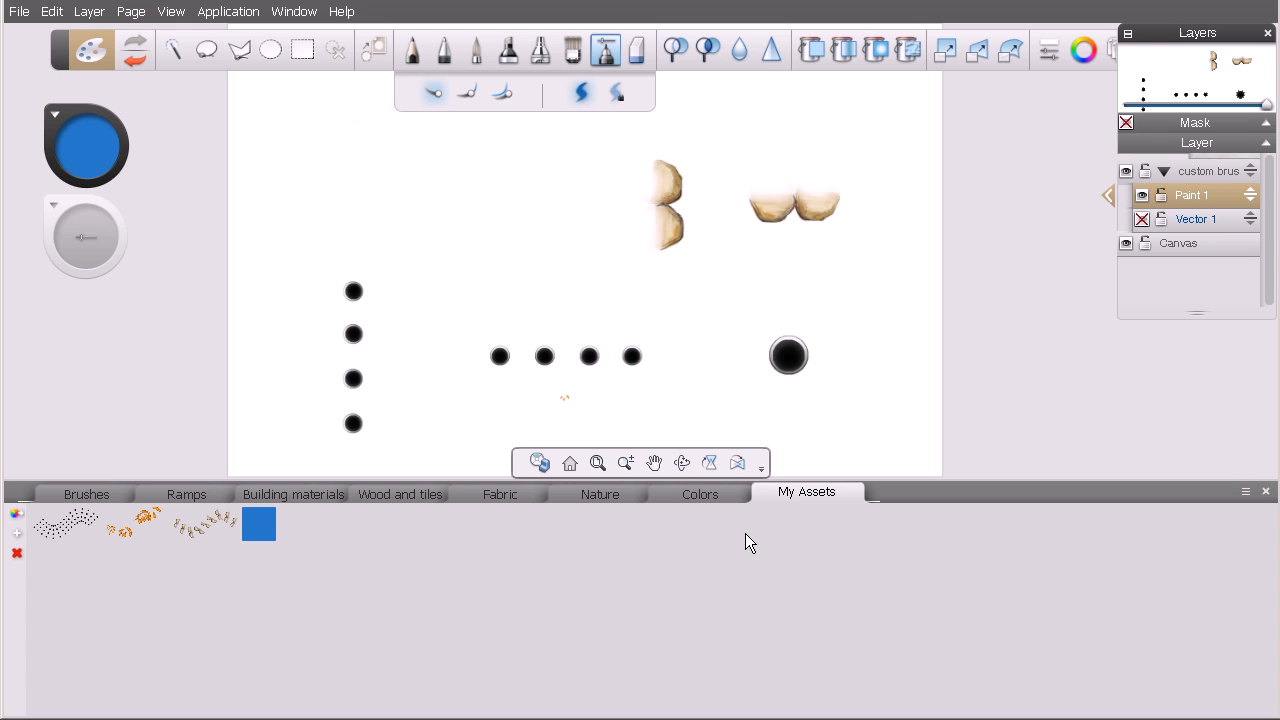 File Edit Layer Page View Application Window Help
Layers
Mask
Layer
custom brus
Paint 1
Vector 1
Canvas
Brushes Ramps Building materials Wood and tiles Fabric Nature Colors My Assets